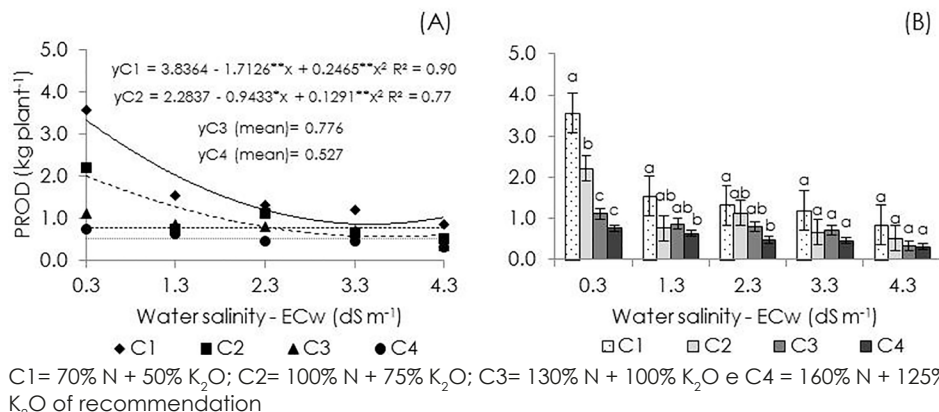 (A)
PROD (kg plant⁻¹)
5.0
4.0
3.0
2.0
1.0
0.0
yC1 = 3.8364 - 1.7126**x + 0.2465**x² R² = 0.90
yC2 = 2.2837 - 0.9433*x + 0.1291**x² R² = 0.77
yC3 (mean)= 0.776
yC4 (mean)= 0.527
0.3 1.3 2.3 3.3 4.3
Water salinity - ECw (dS m⁻¹)
C1 C2 C3 C4
(B)
5.0
4.0
3.0
2.0
1.0
0.0
a b c c
a ab ab b
a ab ab b
a a a a
a a a a
0.3 1.3 2.3 3.3 4.3
Water salinity - ECw (dS m⁻¹)
C1 C2 C3 C4
C1= 70% N + 50% K₂O; C2= 100% N + 75% K₂O; C3= 130% N + 100% K₂O e C4 = 160% N + 125%
K₂O of recommendation